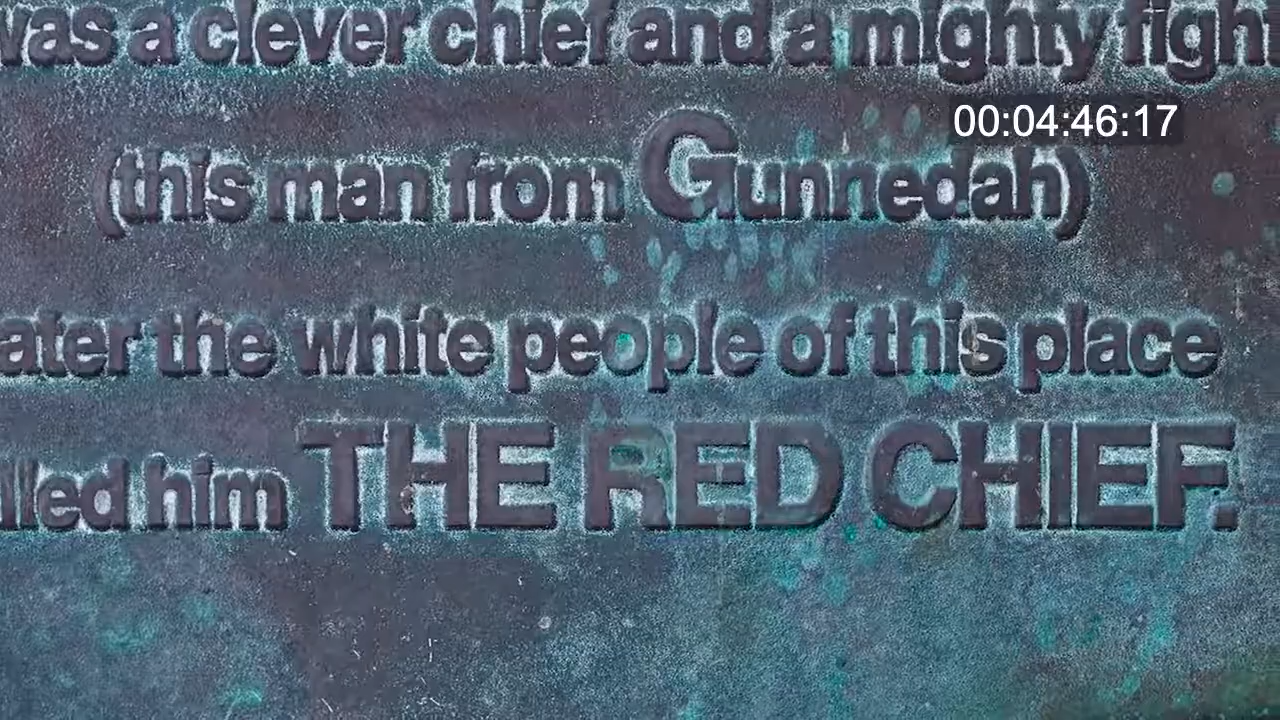 was a clever chief and a mighty fight
00:04:46:17
(this man from Gunnedah)
ater the white people of this place
lled him THE RED CHIEF.